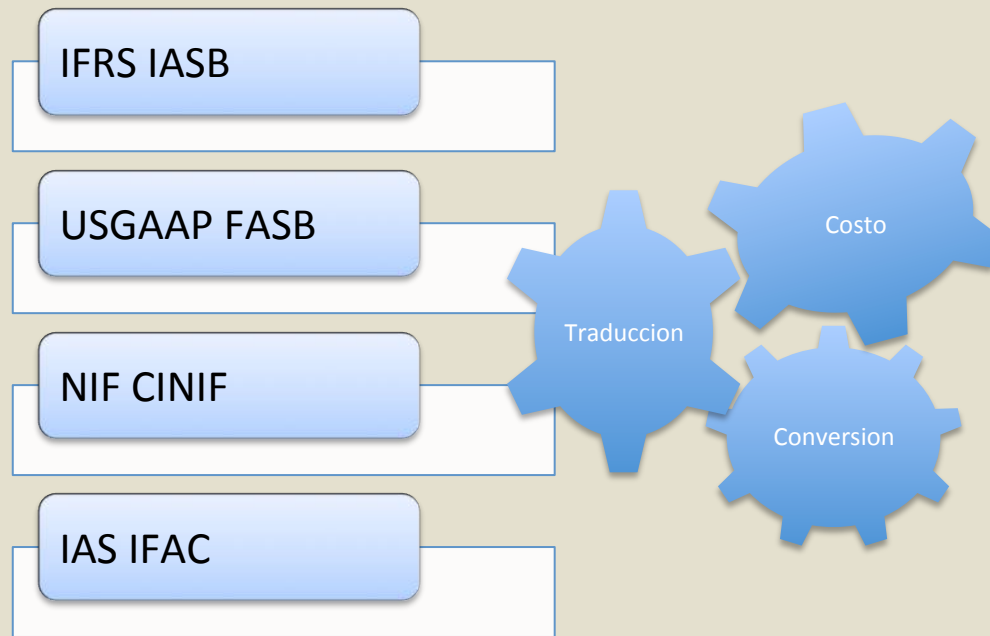 IFRS IASB
USGAAP FASB
NIF CINIF
IAS IFAC
Traduccion
Costo
Conversion